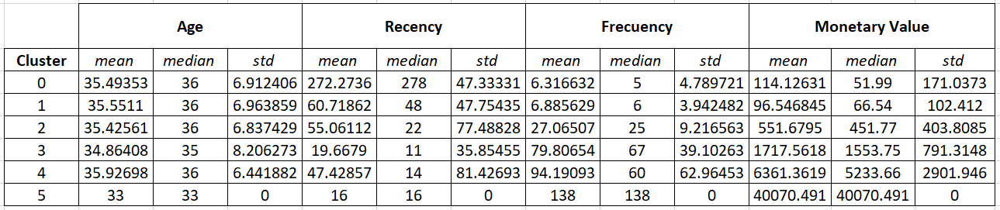 Age Recency Frecuency Monetary Value
Cluster mean median std mean median std mean median std mean median std
0 35.49353 36 6.912406 272.2736 278 47.33331 6.316632 5 4.789721 114.12631 51.99 171.0373
1 35.5511 36 6.963859 60.71862 48 47.75435 6.885629 6 3.942482 96.546845 66.54 102.412
2 35.42561 36 6.837429 55.06112 22 77.48828 27.06507 25 9.216563 551.6795 451.77 403.8085
3 34.86408 35 8.206273 19.6679 11 35.85455 79.80654 67 39.10263 1717.5618 1553.75 791.3148
4 35.92698 36 6.441882 47.42857 14 81.42693 94.19093 60 62.96453 6361.3619 5233.66 2901.946
5 33 33 0 16 16 0 138 138 0 40070.491 40070.491 0